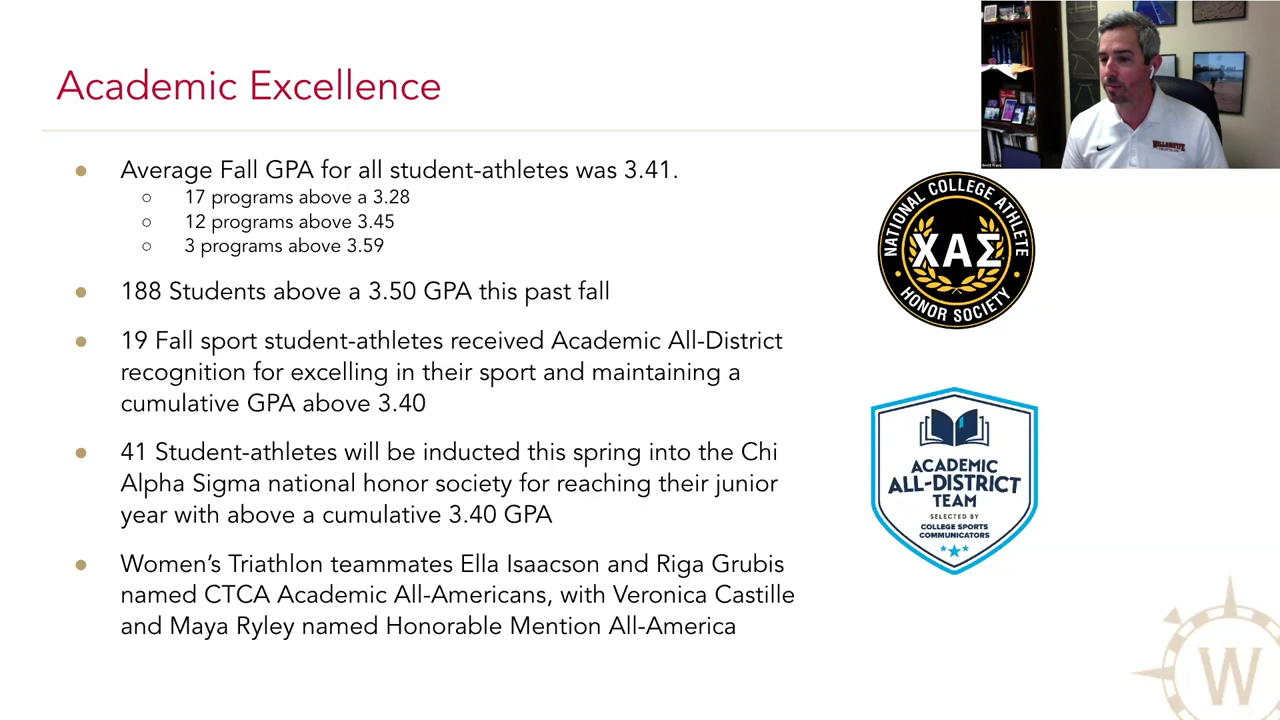 Academic Excellence
Average Fall GPA for all student-athletes was 3.41.
17 programs above a 3.28
12 programs above 3.45
3 programs above 3.59
188 Students above a 3.50 GPA this past fall
19 Fall sport student-athletes received Academic All-District
recognition for excelling in their sport and maintaining a
cumulative GPA above 3.40
41 Student-athletes will be inducted this spring into the Chi
Alpha Sigma national honor society for reaching their junior
year with above a cumulative 3.40 GPA
Women's Triathlon teammates Ella Isaacson and Riga Grubis
named CTCA Academic All-Americans, with Veronica Castille
and Maya Ryley named Honorable Mention All-America
WILLAMETTE
NATIONAL COLLEGE ATHLETE
ΧΑΣ
HONOR SOCIETY
ACADEMIC
ALL-DISTRICT
TEAM
SELECTED BY
COLLEGE SPORTS
COMMUNICATORS
W